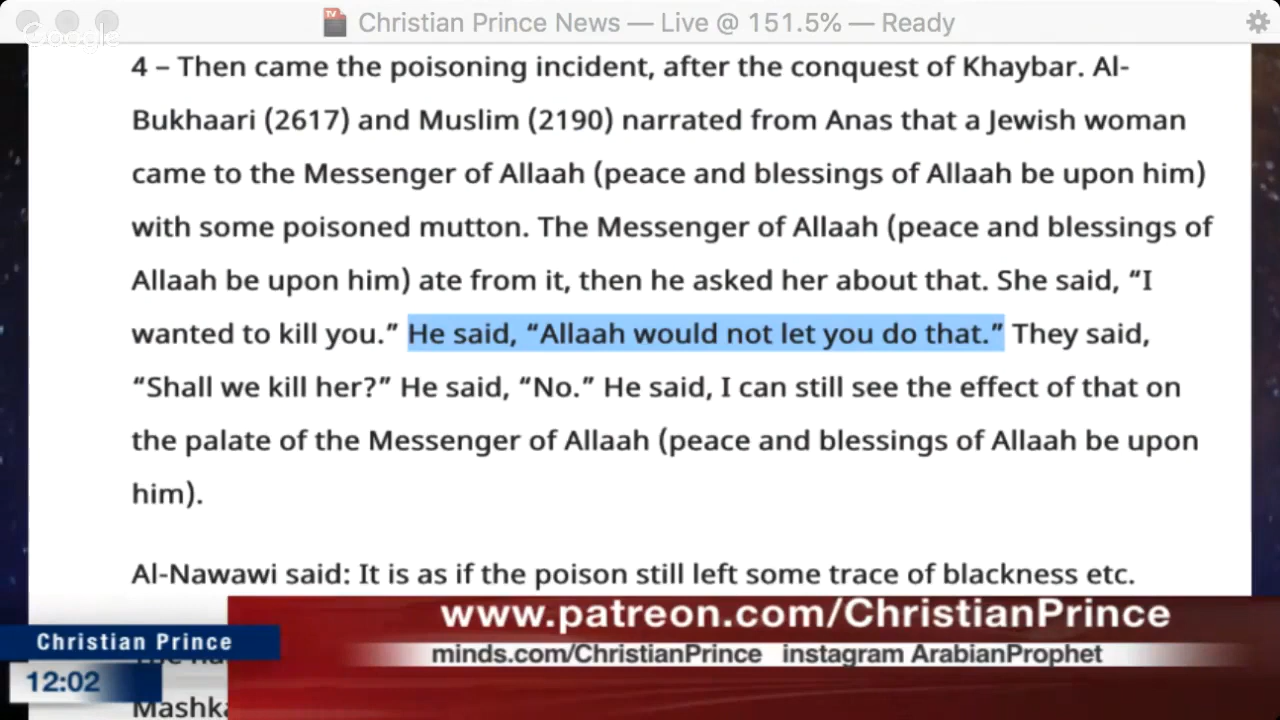 Christian Prince News — Live @ 151.5% — Ready
Google
4 – Then came the poisoning incident, after the conquest of Khaybar. Al-
Bukhaari (2617) and Muslim (2190) narrated from Anas that a Jewish woman
came to the Messenger of Allaah (peace and blessings of Allaah be upon him)
with some poisoned mutton. The Messenger of Allaah (peace and blessings of
Allaah be upon him) ate from it, then he asked her about that. She said, “I
wanted to kill you.” He said, “Allaah would not let you do that.” They said,
“Shall we kill her?” He said, “No.” He said, I can still see the effect of that on
the palate of the Messenger of Allaah (peace and blessings of Allaah be upon
him).
Al-Nawawi said: It is as if the poison still left some trace of blackness etc.
www.patreon.com/ChristianPrince
Christian Prince
minds.com/ChristianPrince instagram ArabianProphet
12:02